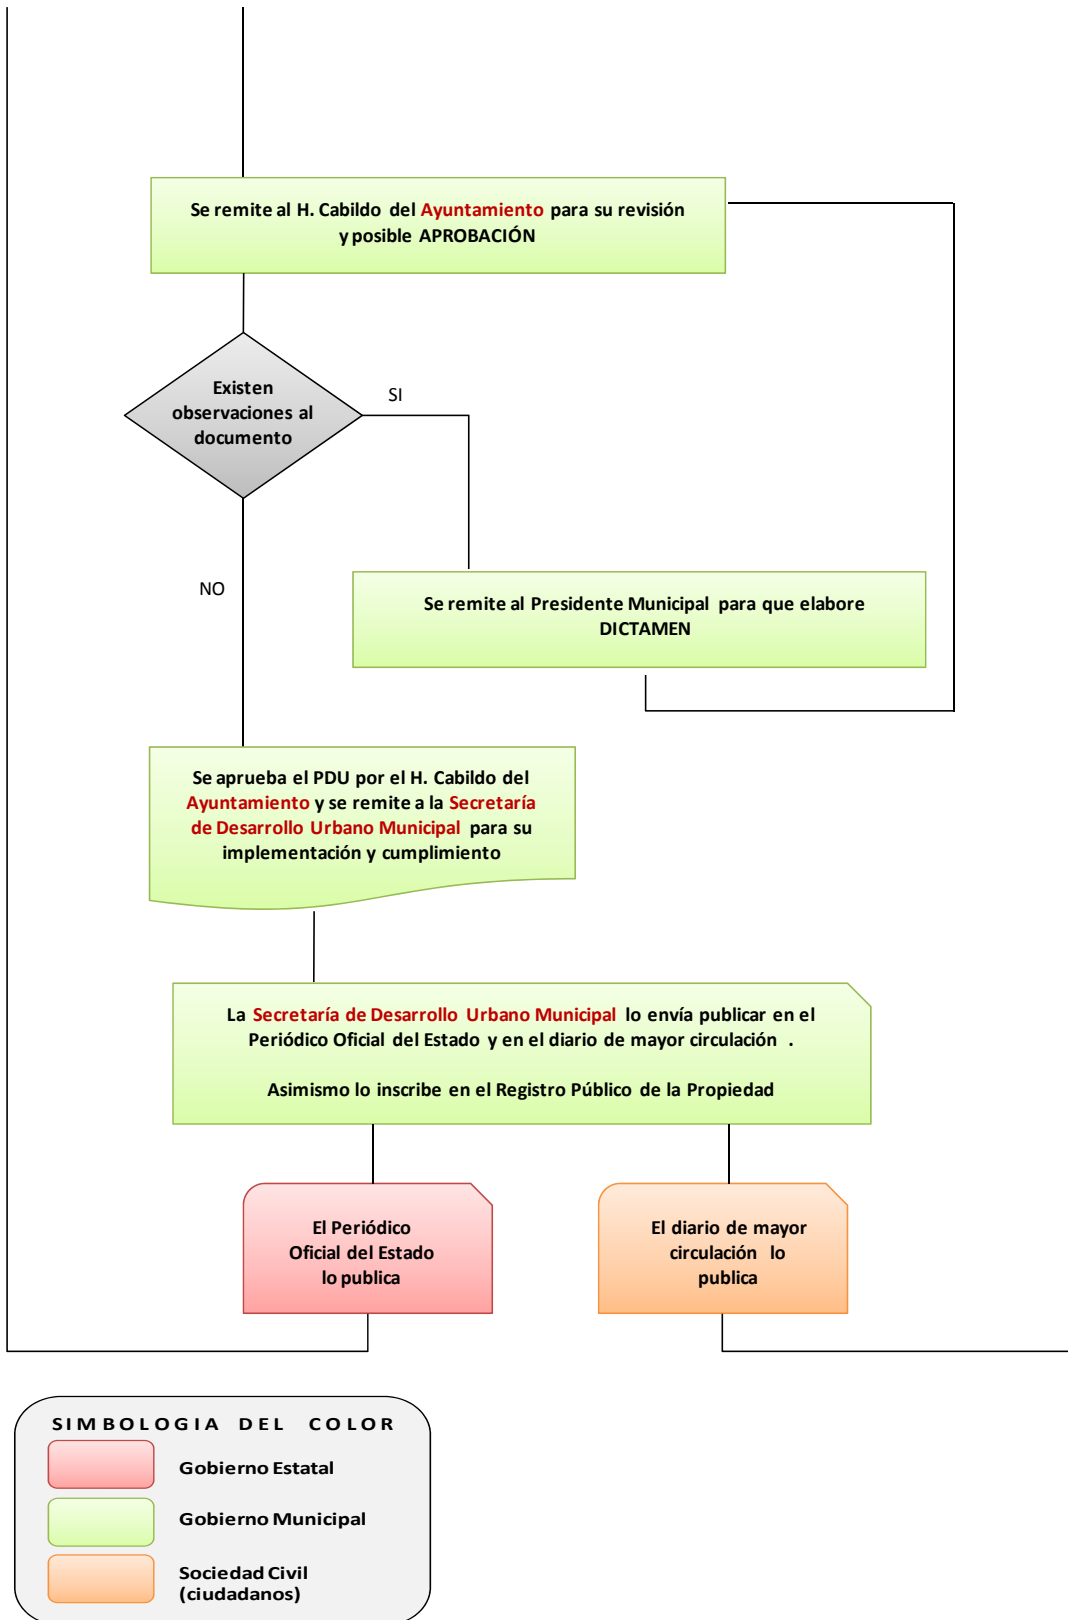 Se remite al H. Cabildo del Ayuntamiento para su revisión
y posible APROBACIÓN
Existen
observaciones al
documento
SI
NO
Se remite al Presidente Municipal para que elabore
DICTAMEN
Se aprueba el PDU por el H. Cabildo del
Ayuntamiento y se remite a la Secretaría
de Desarrollo Urbano Municipal para su
implementación y cumplimiento
La Secretaría de Desarrollo Urbano Municipal lo envía publicar en el
Periódico Oficial del Estado y en el diario de mayor circulación .
Asimismo lo inscribe en el Registro Público de la Propiedad
El Periódico
Oficial del Estado
lo publica
El diario de mayor
circulación lo
publica
SIMBOLOGIA DEL COLOR
Gobierno Estatal
Gobierno Municipal
Sociedad Civil
(ciudadanos)